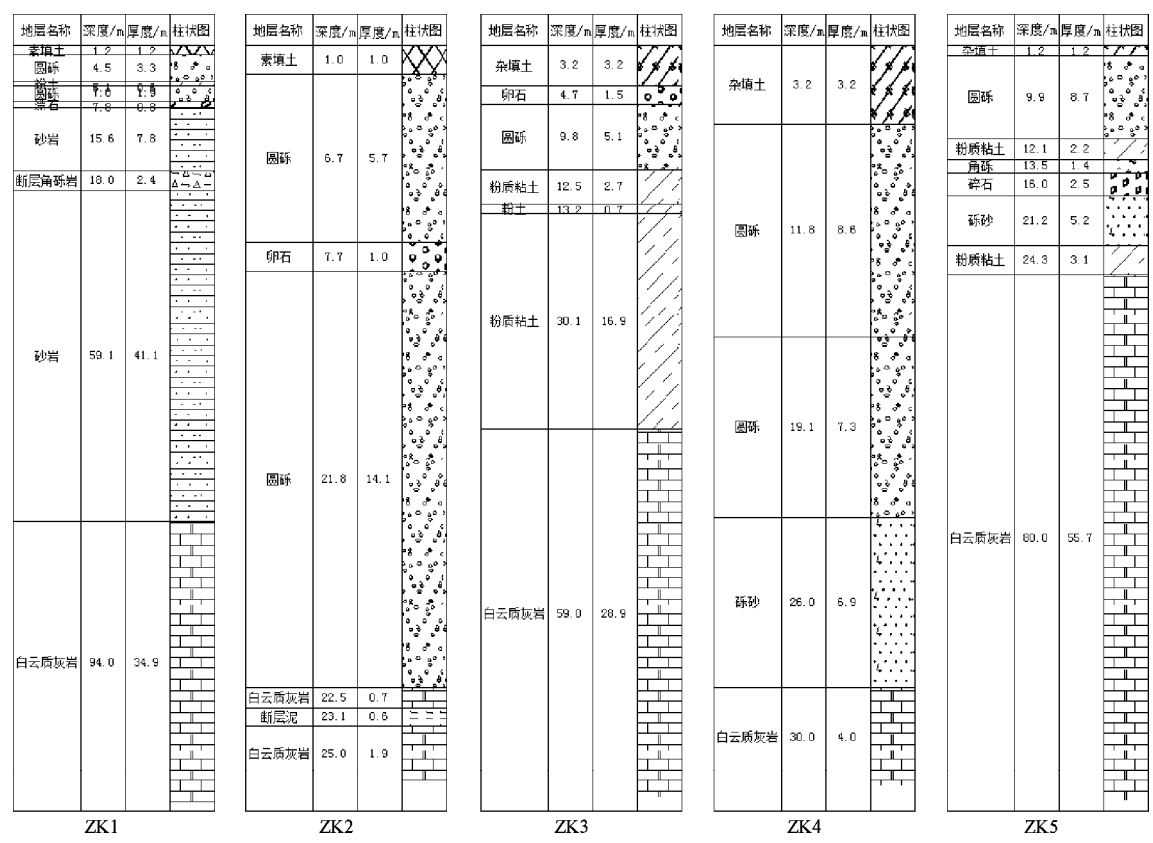 地层名称 深度/m 厚度/m 柱状图
素填土 1.2 1.2
圆砾 4.5 3.3
粉土 5.1
圆砾 7.0 1.9
7.8 0.8
砂岩 15.6 7.8
断层角砾岩 18.0 2.4
砂岩 59.1 41.1
白云质灰岩 94.0 34.9
ZK1
地层名称 深度/m 厚度/m 柱状图
素填土 1.0 1.0
圆砾 6.7 5.7
卵石 7.7 1.0
圆砾 21.8 14.1
白云质灰岩 22.5 0.7
断层泥 23.1 0.6
白云质灰岩 25.0 1.9
ZK2
地层名称 深度/m 厚度/m 柱状图
杂填土 3.2 3.2
卵石 4.7 1.5
圆砾 9.8 5.1
粉质粘土 12.5 2.7
粉土 13.2 0.7
粉质粘土 30.1 16.9
白云质灰岩 59.0 28.9
ZK3
地层名称 深度/m 厚度/m 柱状图
杂填土 3.2 3.2
圆砾 11.8 8.6
圆砾 19.1 7.3
砾砂 26.0 6.9
白云质灰岩 30.0 4.0
ZK4
地层名称 深度/m 厚度/m 柱状图
杂填土 1.2 1.2
圆砾 9.9 8.7
粉质粘土 12.1 2.2
角砾 13.5 1.4
碎石 16.0 2.5
砾砂 21.2 5.2
粉质粘土 24.3 3.1
白云质灰岩 80.0 55.7
ZK5